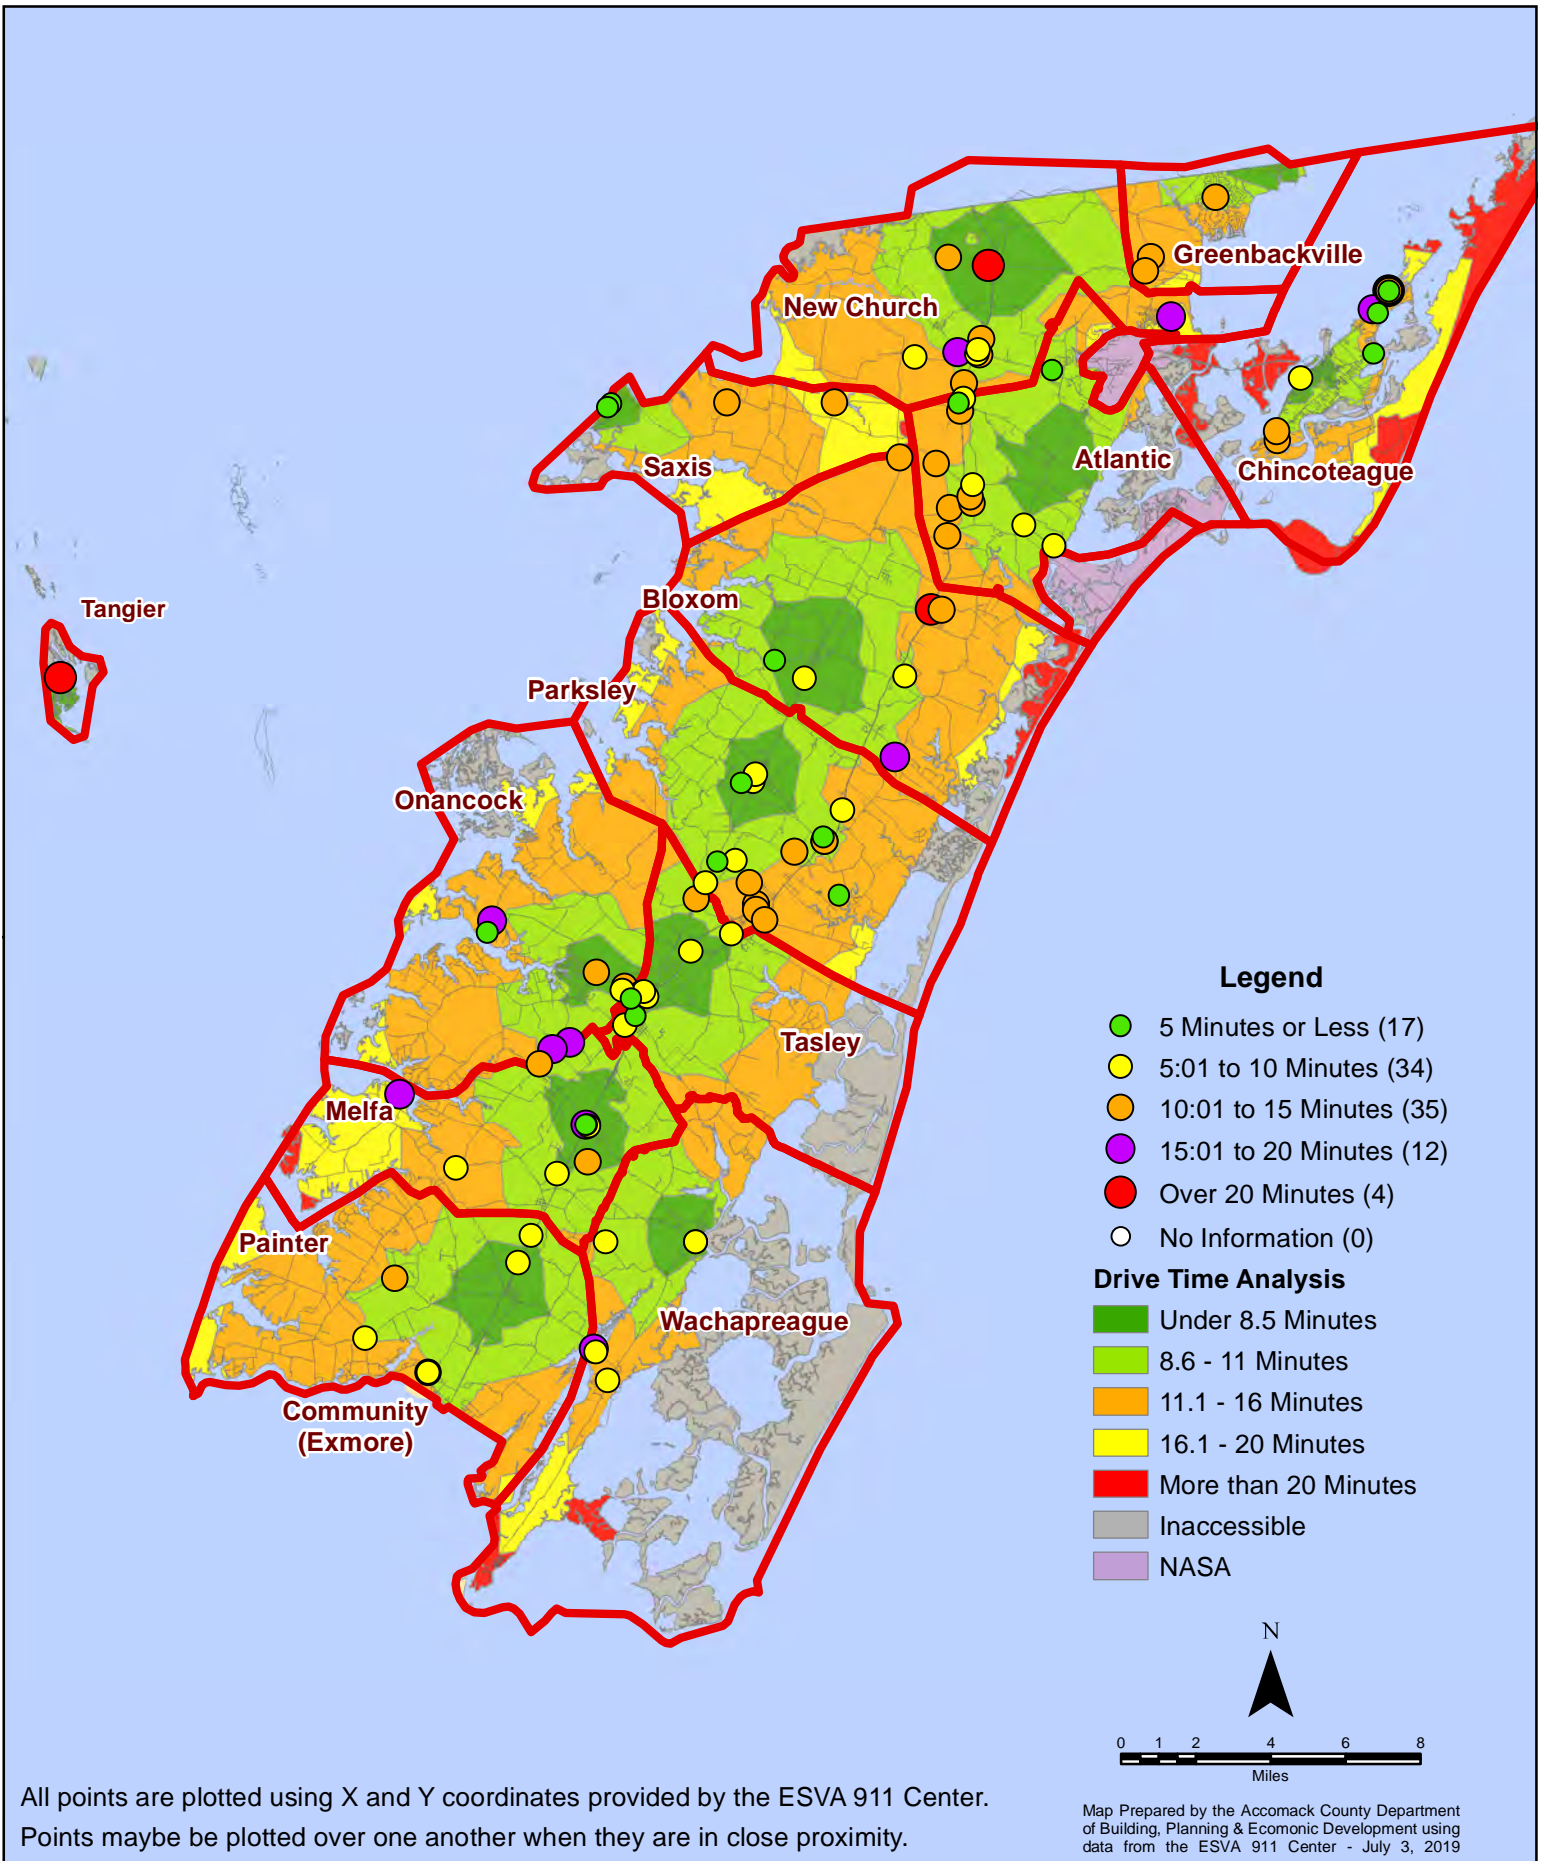 Greenbackville
New Church
Atlantic
Chincoteague
Saxis
Bloxom
Tangier
Parksley
Onancock
Tasley
Melfa
Painter
Wachapreague
Community
(Exmore)
Legend
5 Minutes or Less (17)
5:01 to 10 Minutes (34)
10:01 to 15 Minutes (35)
15:01 to 20 Minutes (12)
Over 20 Minutes (4)
No Information (0)
Drive Time Analysis
Under 8.5 Minutes
8.6 - 11 Minutes
11.1 - 16 Minutes
16.1 - 20 Minutes
More than 20 Minutes
Inaccessible
NASA
N
0 1 2 4 6 8
Miles
All points are plotted using X and Y coordinates provided by the ESVA 911 Center.
Points maybe be plotted over one another when they are in close proximity.
Map Prepared by the Accomack County Department
of Building, Planning & Ecomonic Development using
data from the ESVA 911 Center - July 3, 2019